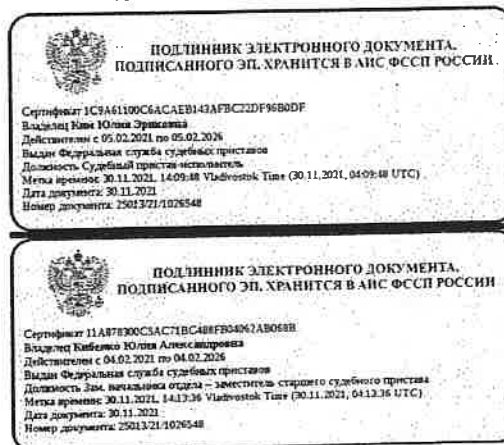 ПОДЛИННИК ЭЛЕКТРОННОГО ДОКУМЕНТА,
ПОДПИСАННОГО ЭП, ХРАНИТСЯ В АИС ФССП РОССИИ
Сертификат 1C9A61100C6ACAEB143AFBC22DF96B0DF
Владелец Ким Юлия Эриковна
Действителен с 05.02.2021 по 05.02.2026
Выдан Федеральная служба судебных приставов
Должность Судебный пристав-исполнитель
Метка времени: 30.11.2021, 14:09:48 Vladivostok Time (30.11.2021, 04:09:48 UTC)
Дата документа: 30.11.2021
Номер документа: 25013/21/1026548
ПОДЛИННИК ЭЛЕКТРОННОГО ДОКУМЕНТА,
ПОДПИСАННОГО ЭП, ХРАНИТСЯ В АИС ФССП РОССИИ
Сертификат 11A878300C5AC71BC488FB04062AB068B
Владелец Кибенко Юлия Александровна
Действителен с 04.02.2021 по 04.02.2026
Выдан Федеральная служба судебных приставов
Должность Зам. начальника отдела – заместитель старшего судебного пристава
Метка времени: 30.11.2021, 14:13:36 Vladivostok Time (30.11.2021, 04:13:36 UTC)
Дата документа: 30.11.2021
Номер документа: 25013/21/1026548